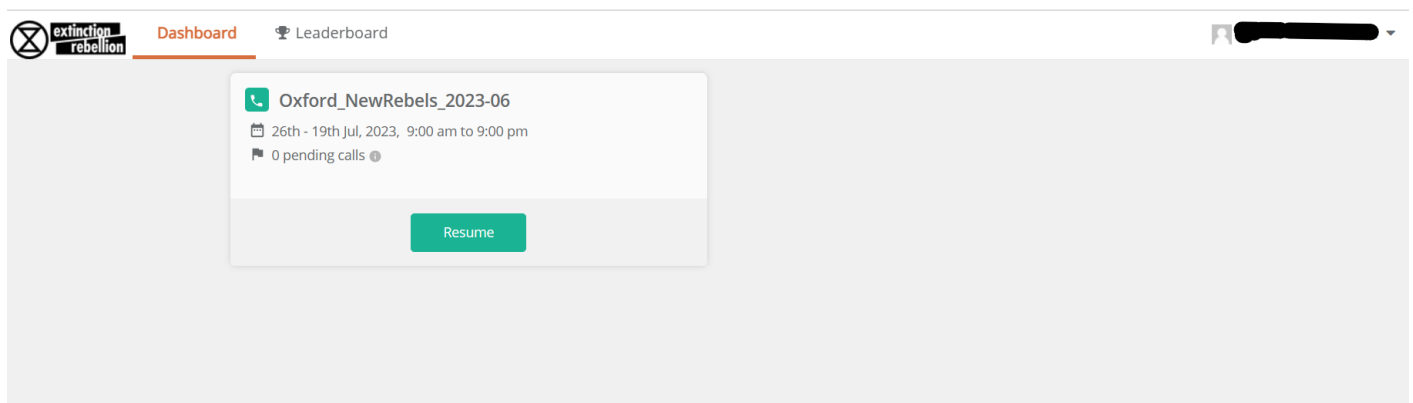 extinction
rebellion
Dashboard
Leaderboard
Oxford_NewRebels_2023-06
26th - 19th Jul, 2023, 9:00 am to 9:00 pm
0 pending calls
Resume